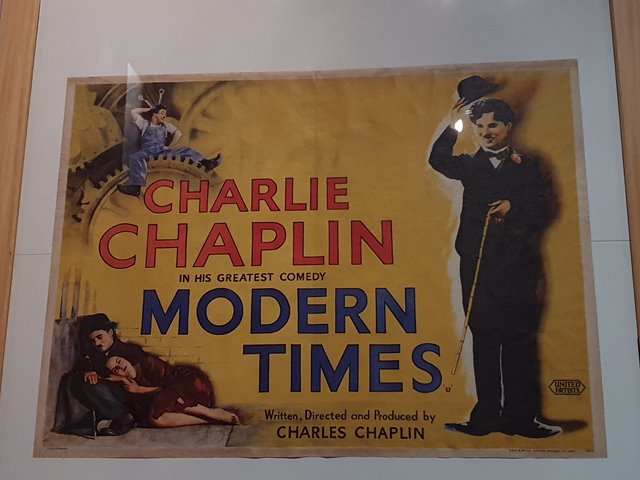 CHARLIE
CHAPLIN
IN HIS GREATEST COMEDY
MODERN
TIMES
U
Written, Directed and Produced by
CHARLES CHAPLIN
UNITED
ARTISTS